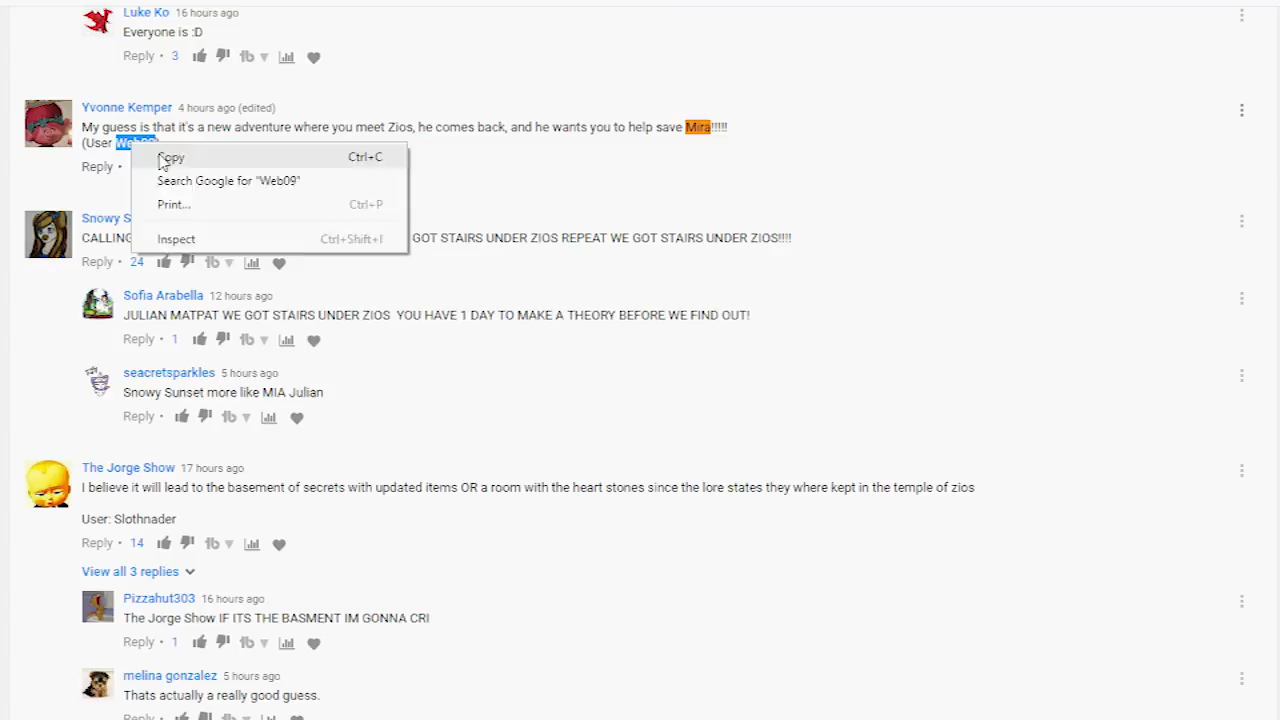 Luke Ko 16 hours ago
Everyone is :D
Reply • 3
Yvonne Kemper 4 hours ago (edited)
My guess is that it's a new adventure where you meet Zios, he comes back, and he wants you to help save Mira!!!!!
(User Web09)
Reply •
Copy Ctrl+C
Search Google for "Web09"
Print... Ctrl+P
Inspect Ctrl+Shift+I
Snowy S
CALLING GOT STAIRS UNDER ZIOS REPEAT WE GOT STAIRS UNDER ZIOS!!!!
Reply • 24 tb
Sofia Arabella 12 hours ago
JULIAN MATPAT WE GOT STAIRS UNDER ZIOS YOU HAVE 1 DAY TO MAKE A THEORY BEFORE WE FIND OUT!
Reply • 1 tb
seacretsparkles 5 hours ago
Snowy Sunset more like MIA Julian
Reply • tb
The Jorge Show 17 hours ago
I believe it will lead to the basement of secrets with updated items OR a room with the heart stones since the lore states they where kept in the temple of zios
User: Slothnader
Reply • 14 tb
View all 3 replies
Pizzahut303 16 hours ago
The Jorge Show IF ITS THE BASMENT IM GONNA CRI
Reply • 1 tb
melina gonzalez 5 hours ago
Thats actually a really good guess.
Reply •